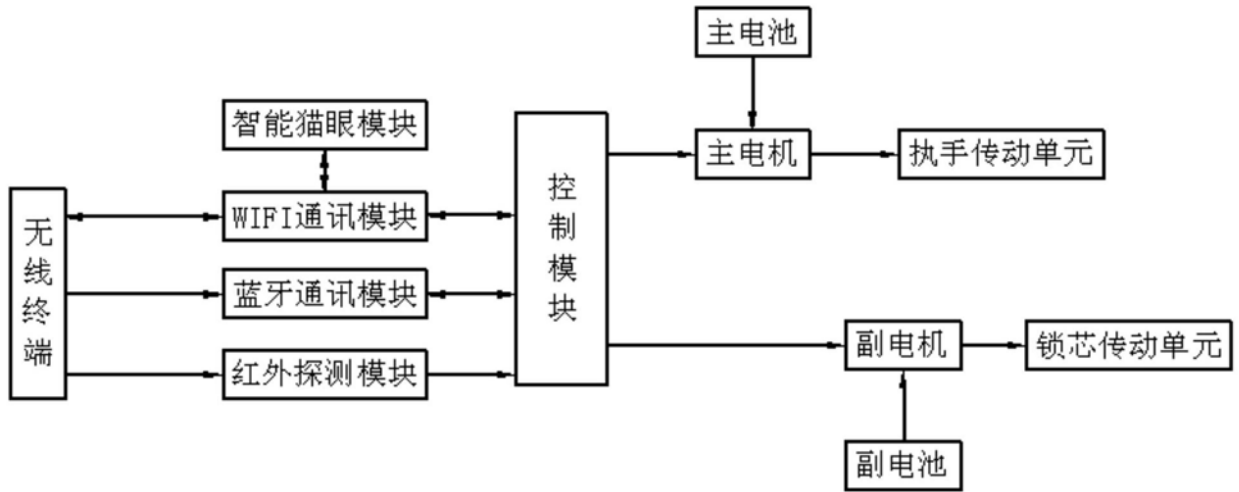 主电池
智能猫眼模块
主电机
执手传动单元
无线终端
WIFI通讯模块
控制模块
蓝牙通讯模块
红外探测模块
副电机
锁芯传动单元
副电池